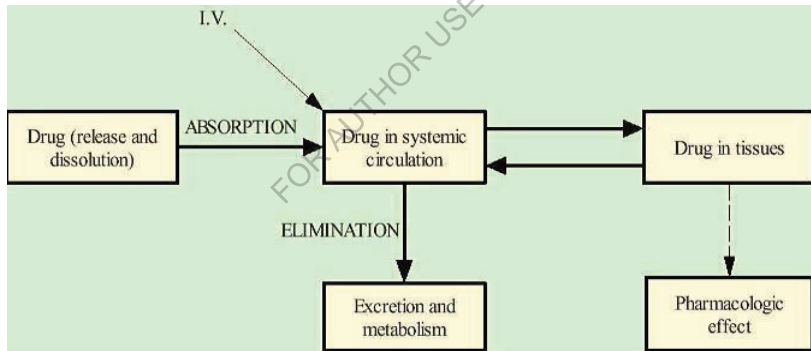 I.V.
FOR AUTHOR USE
Drug (release and
dissolution)
ABSORPTION
Drug in systemic
circulation
Drug in tissues
ELIMINATION
Excretion and
metabolism
Pharmacologic
effect